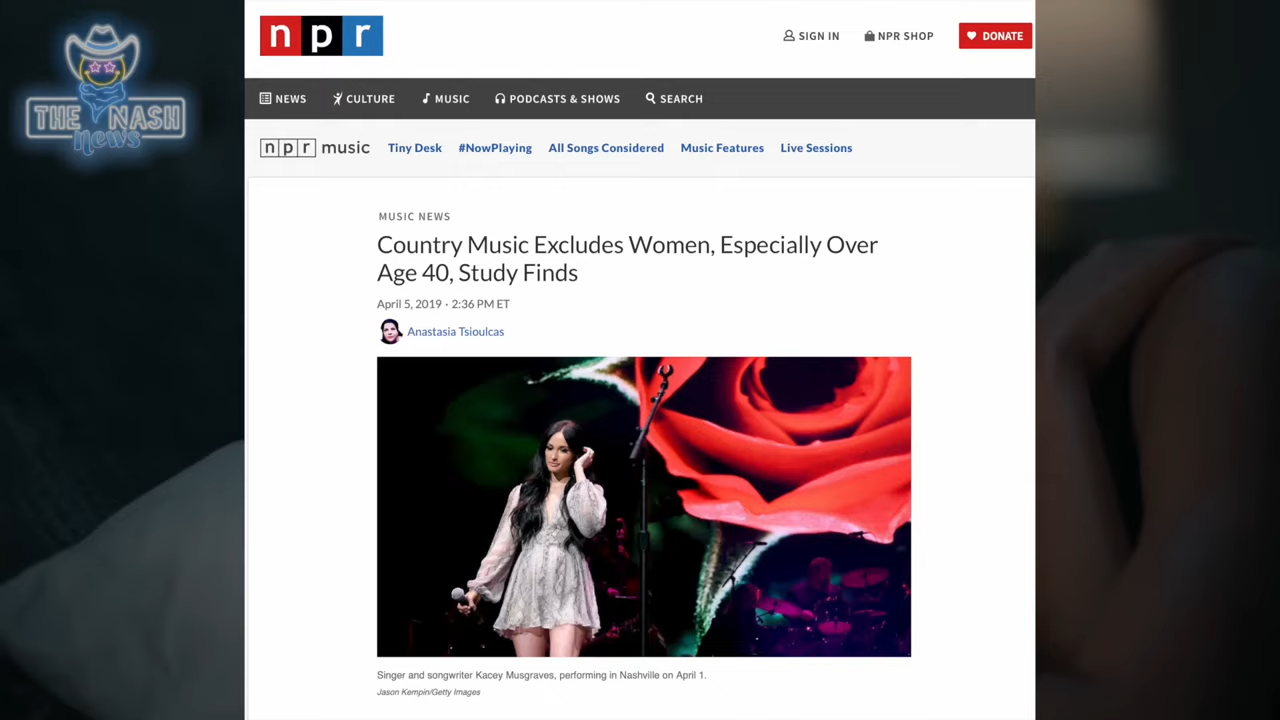 THE NASH
news
npr
SIGN IN
NPR SHOP
DONATE
NEWS
CULTURE
MUSIC
PODCASTS & SHOWS
SEARCH
npr music
Tiny Desk
#NowPlaying
All Songs Considered
Music Features
Live Sessions
MUSIC NEWS
Country Music Excludes Women, Especially Over
Age 40, Study Finds
April 5, 2019 · 2:36 PM ET
Anastasia Tsioulcas
Singer and songwriter Kacey Musgraves, performing in Nashville on April 1.
Jason Kempin/Getty Images